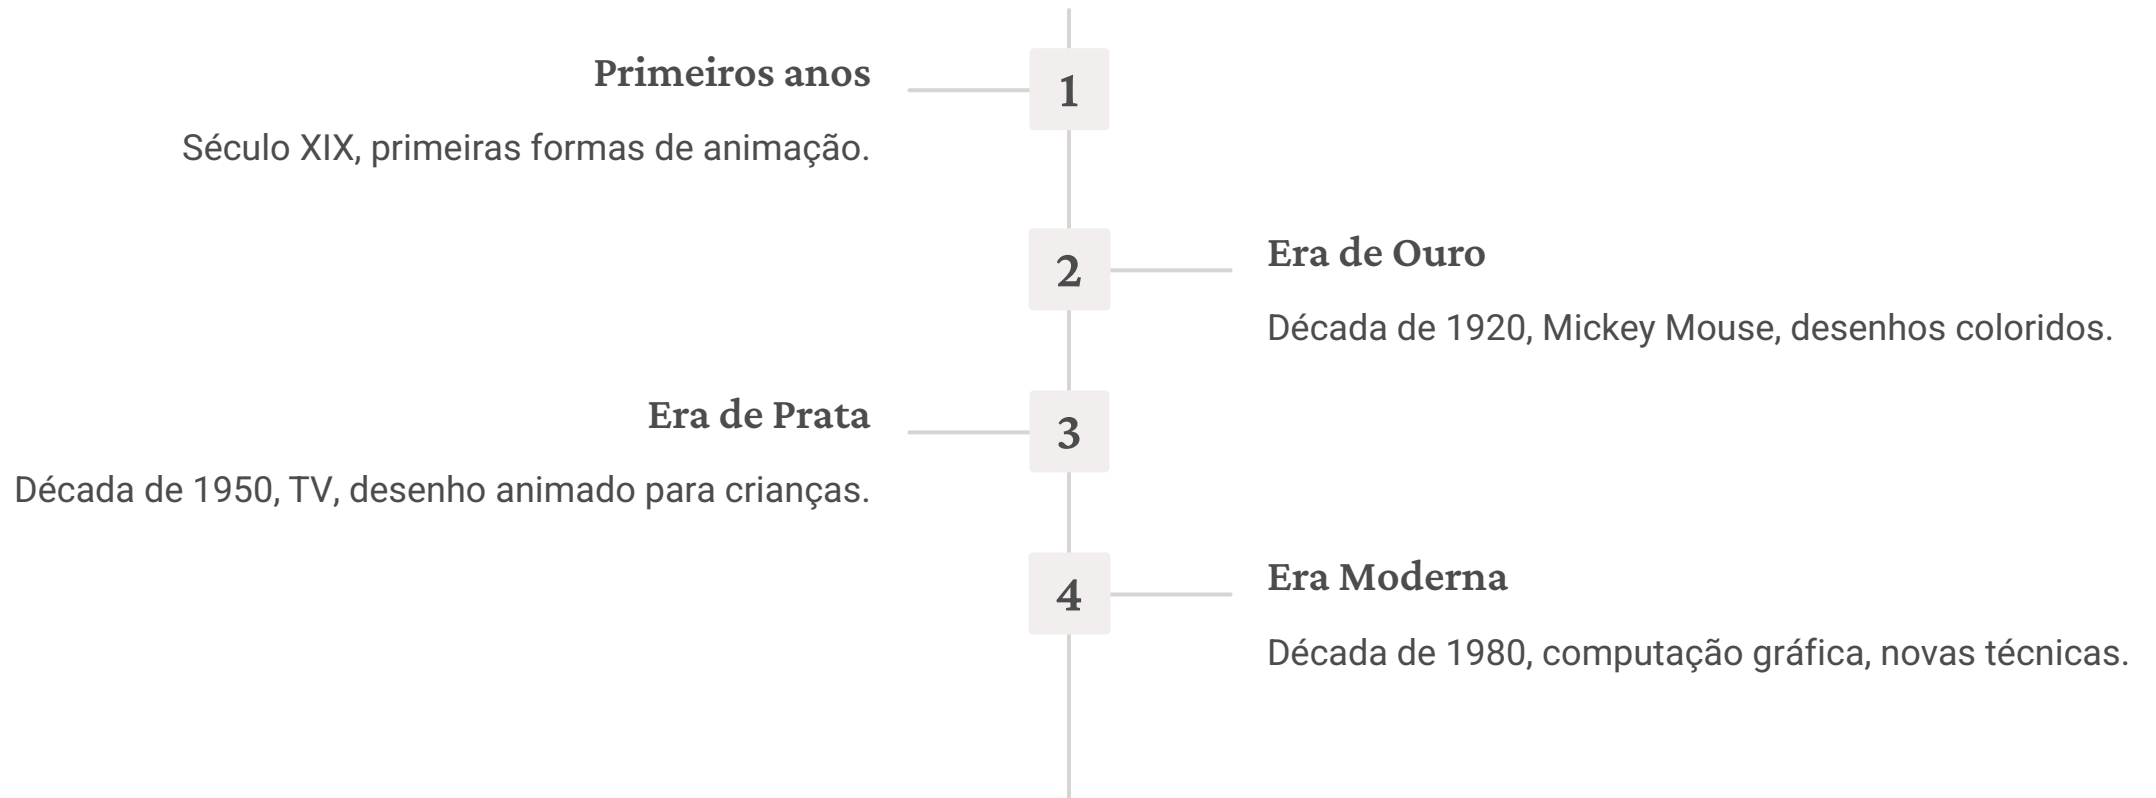 1
Primeiros anos
Século XIX, primeiras formas de animação.
2
Era de Ouro
Década de 1920, Mickey Mouse, desenhos coloridos.
3
Era de Prata
Década de 1950, TV, desenho animado para crianças.
4
Era Moderna
Década de 1980, computação gráfica, novas técnicas.